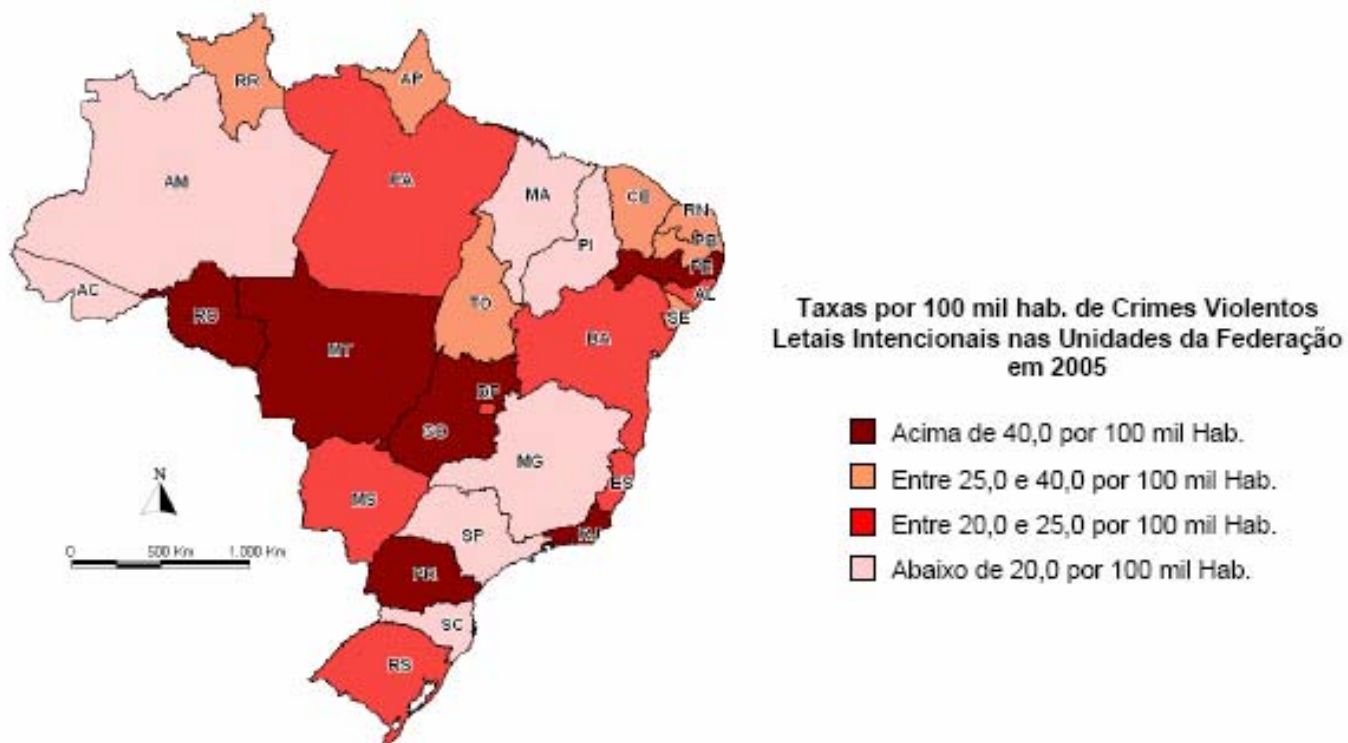 RR
AP
AM
PA
MA
CE
RN
PB
PI
PE
AC
TO
AL
SE
RO
MT
BA
DF
GO
MG
MS
ES
SP
RJ
PR
SC
RS
N
0 500 Km 1.000 Km
Taxas por 100 mil hab. de Crimes Violentos
Letais Intencionais nas Unidades da Federação
em 2005
Acima de 40,0 por 100 mil Hab.
Entre 25,0 e 40,0 por 100 mil Hab.
Entre 20,0 e 25,0 por 100 mil Hab.
Abaixo de 20,0 por 100 mil Hab.